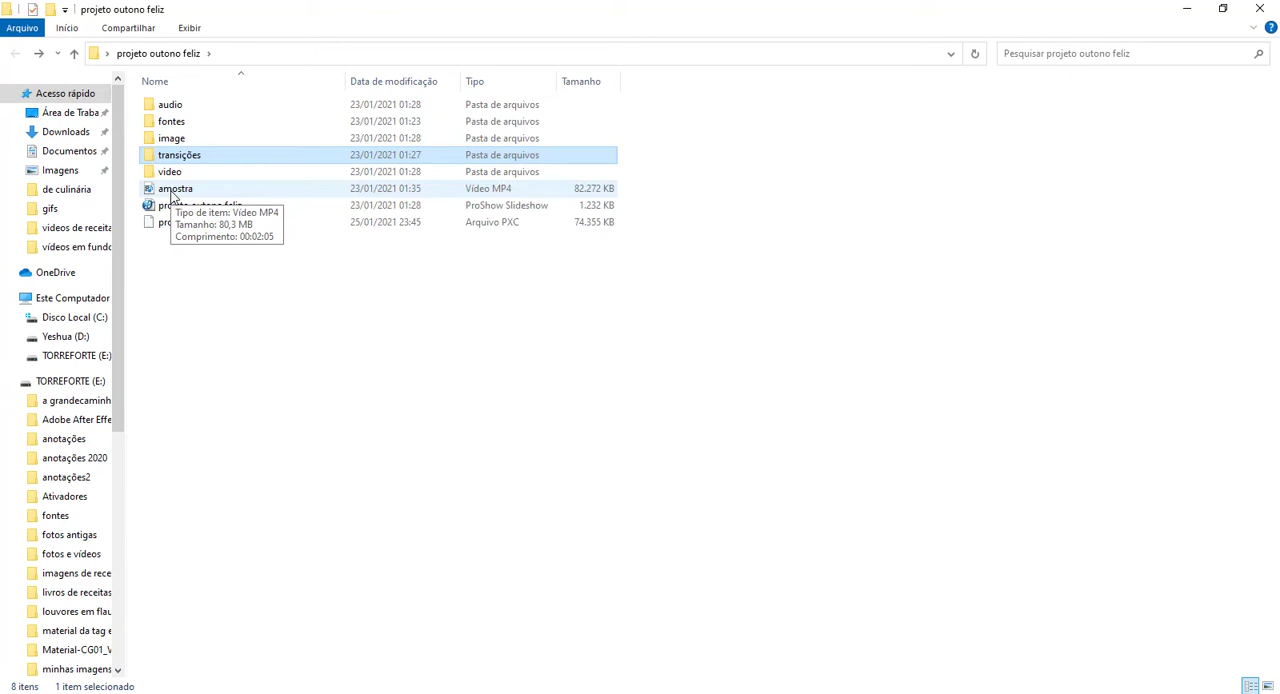 projeto outono feliz
Arquivo Início Compartilhar Exibir
projeto outono feliz
Pesquisar projeto outono feliz
Nome Data de modificação Tipo Tamanho
audio 23/01/2021 01:28 Pasta de arquivos
fontes 23/01/2021 01:23 Pasta de arquivos
image 23/01/2021 01:28 Pasta de arquivos
transições 23/01/2021 01:27 Pasta de arquivos
video 23/01/2021 01:28 Pasta de arquivos
amostra 23/01/2021 01:35 Vídeo MP4 82.272 KB
23/01/2021 01:28 ProShow Slideshow 1.232 KB
25/01/2021 23:45 Arquivo PXC 74.355 KB
Tipo de item: Vídeo MP4
Tamanho: 80,3 MB
Comprimento: 00:02:05
Acesso rápido
Área de Traba
Downloads
Documentos
Imagens
de culinária
gifs
videos de receita
vídeos em fundo
OneDrive
Este Computador
Disco Local (C:)
Yeshua (D:)
TORREFORTE (E:)
TORREFORTE (E:)
a grandecaminh
Adobe After Effe
anotações
anotações 2020
anotações2
Ativadores
fontes
fotos antigas
fotos e vídeos
imagens de rece
livros de receitas
louvores em flau
material da tag e
Material-CG01_V
minhas imagens
8 itens 1 item selecionado